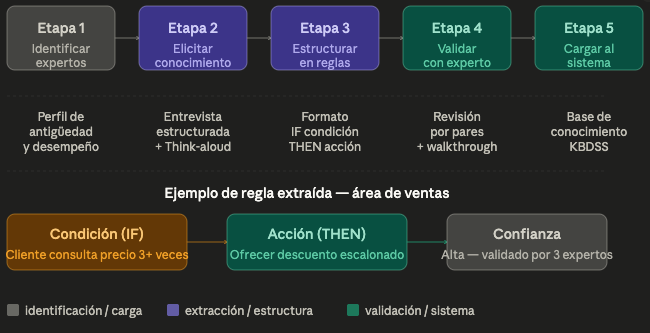 Etapa 1
Identificar
expertos
Etapa 2
Elicitar
conocimiento
Etapa 3
Estructurar
en reglas
Etapa 4
Validar
con experto
Etapa 5
Cargar al
sistema
Perfil de
antigüedad
y desempeño
Entrevista
estructurada
+ Think-aloud
Formato
IF condición
THEN acción
Revisión
por pares
+ walkthrough
Base de
conocimiento
KBDSS
Ejemplo de regla extraída — área de ventas
Condición (IF)
Cliente consulta precio 3+ veces
Acción (THEN)
Ofrecer descuento escalonado
Confianza
Alta — validado por 3 expertos
identificación / carga
extracción / estructura
validación / sistema